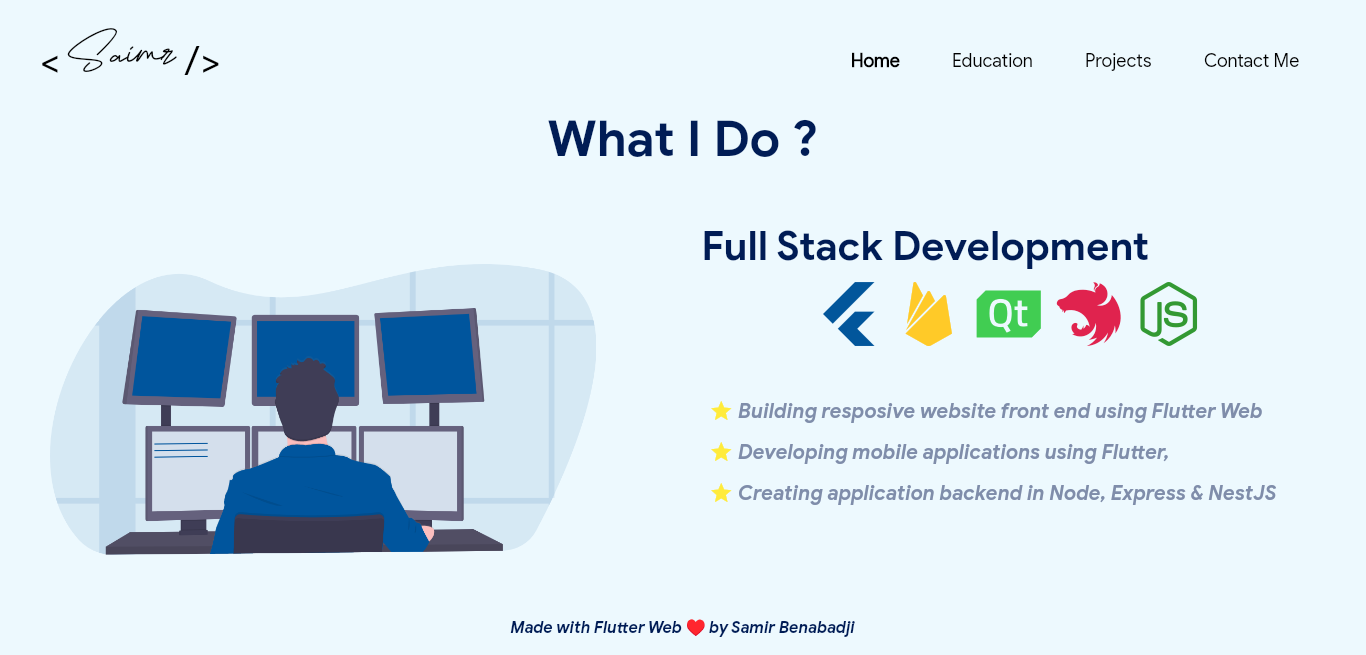 < Saimr />
Home Education Projects Contact Me
What I Do ?
Full Stack Development
Qt JS
Building resposive website front end using Flutter Web
Developing mobile applications using Flutter,
Creating application backend in Node, Express & NestJS
Made with Flutter Web ❤ by Samir Benabadji